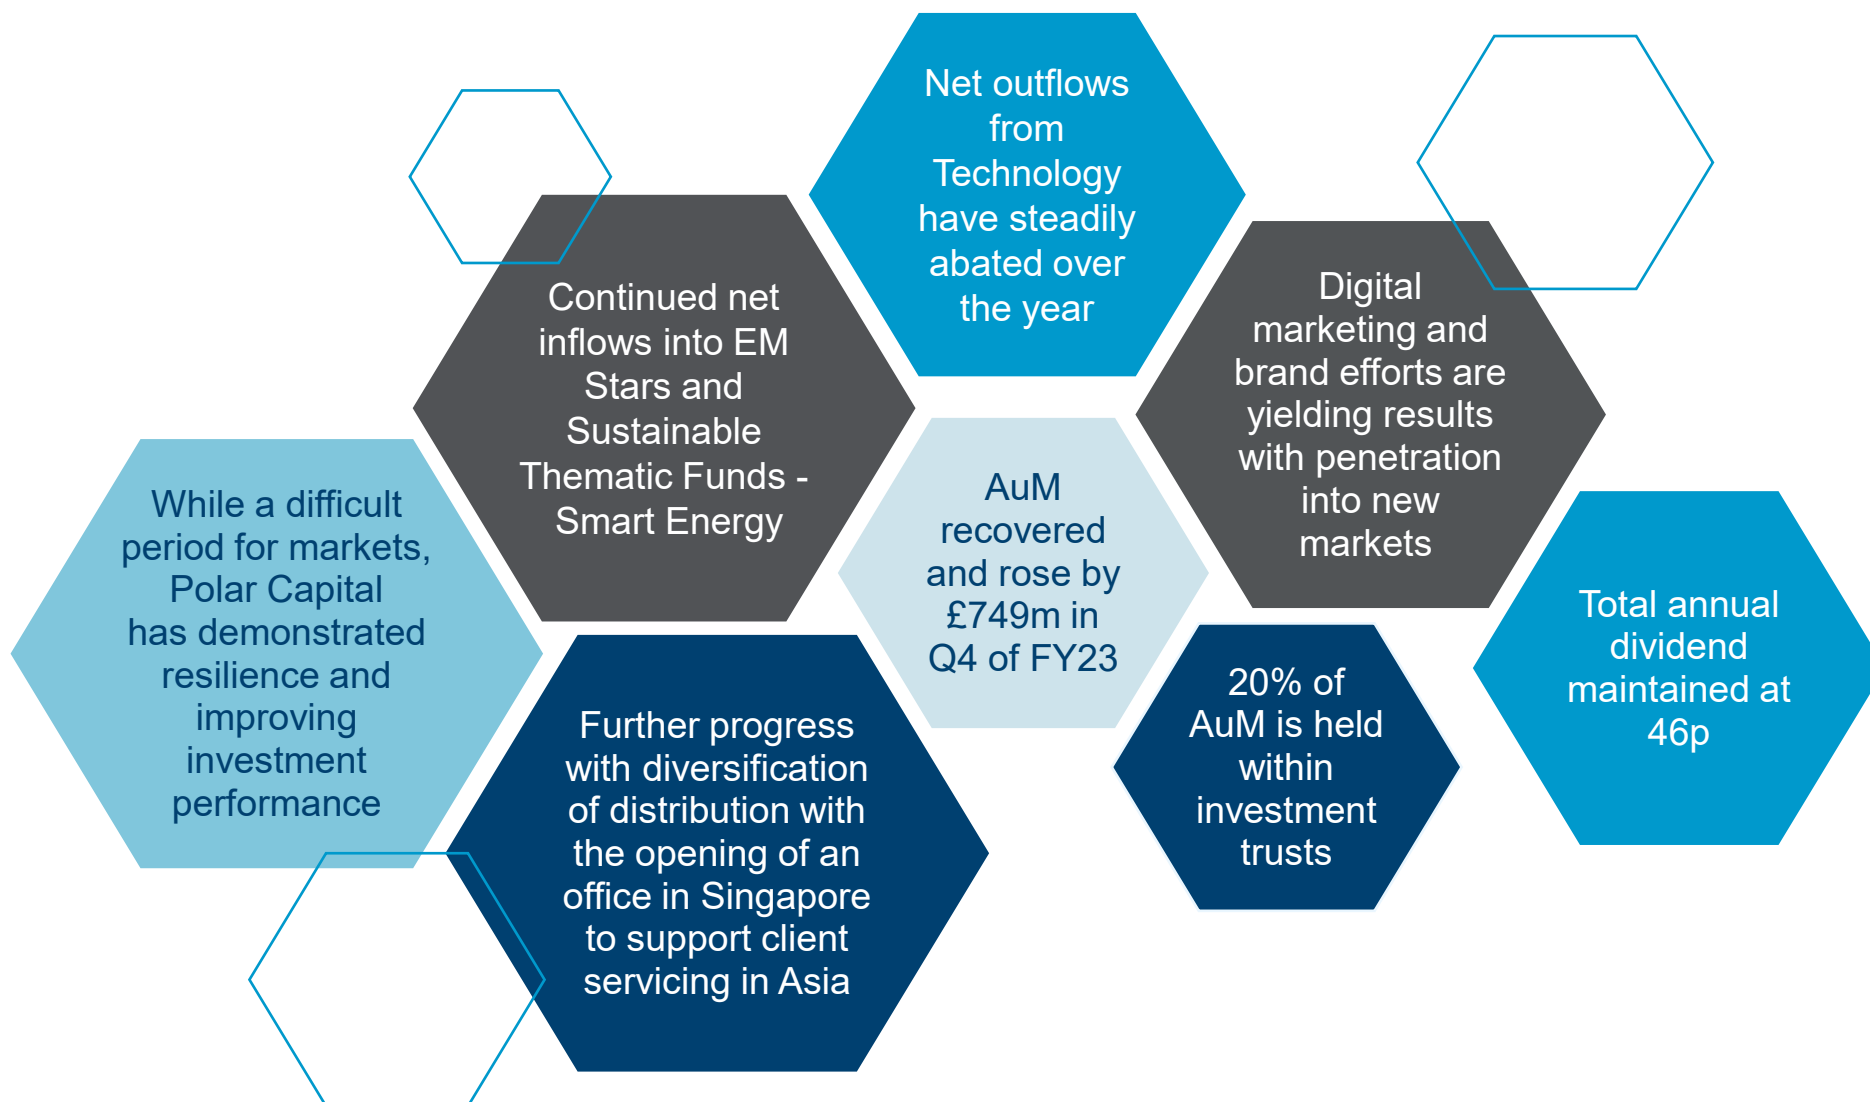 Net outflows
from
Technology
have steadily
abated over
the year
Continued net
inflows into EM
Stars and
Sustainable
Thematic Funds -
Smart Energy
Digital
marketing and
brand efforts are
yielding results
with penetration
into new
markets
While a difficult
period for markets,
Polar Capital
has demonstrated
resilience and
improving
investment
performance
AuM
recovered
and rose by
£749m in
Q4 of FY23
Total annual
dividend
maintained at
46p
Further progress
with diversification
of distribution with
the opening of an
office in Singapore
to support client
servicing in Asia
20% of
AuM is held
within
investment
trusts